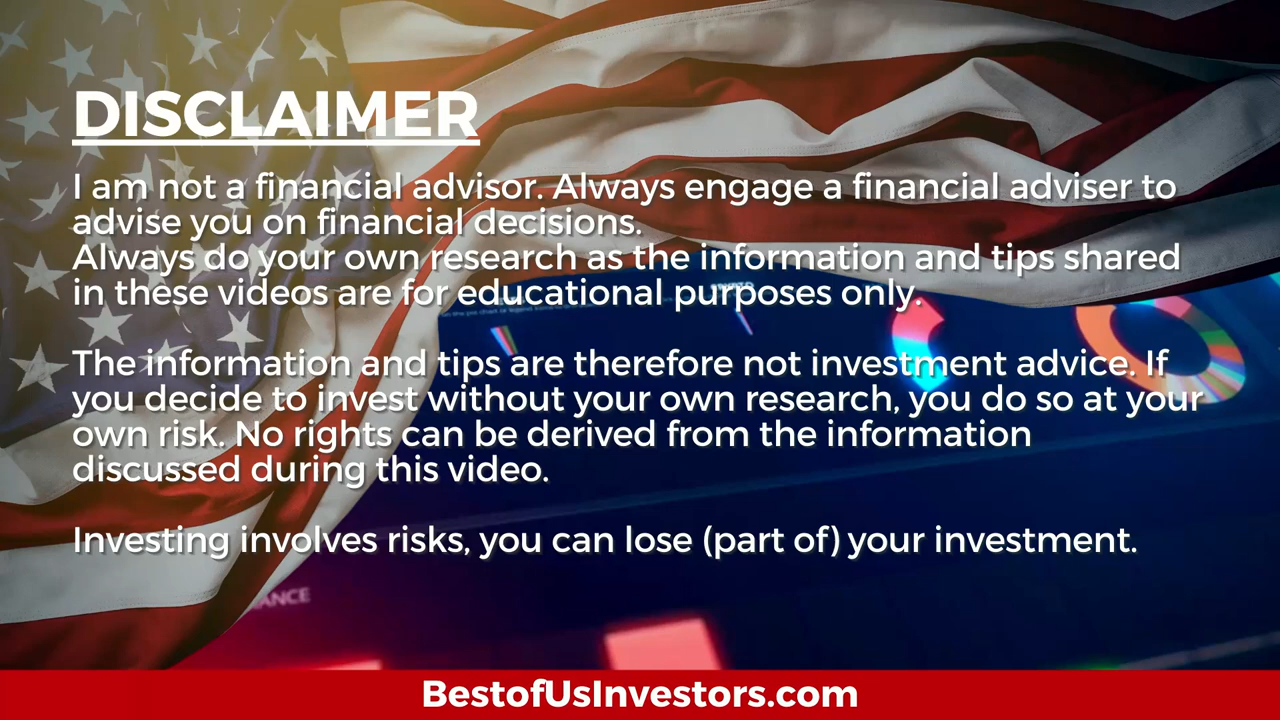 DISCLAIMER
I am not a financial advisor. Always engage a financial adviser to
advise you on financial decisions.
Always do your own research as the information and tips shared
in these videos are for educational purposes only.
The information and tips are therefore not investment advice. If
you decide to invest without your own research, you do so at your
own risk. No rights can be derived from the information
discussed during this video.
Investing involves risks, you can lose (part of) your investment.
BestofUsInvestors.com